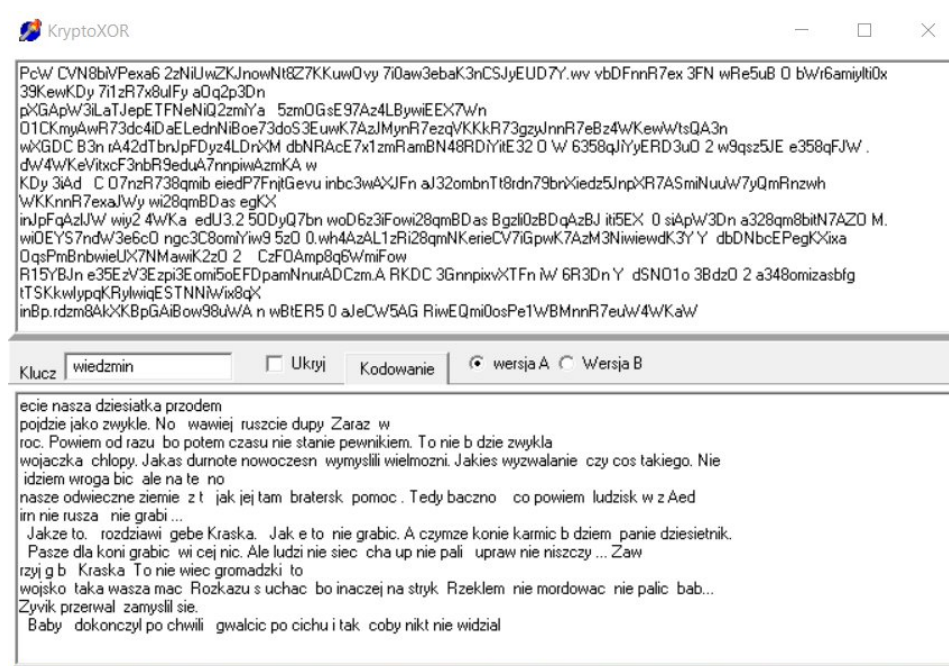 KryptoXOR
PcW CVN8biVPexa6 2zNiUwZKJnowNt8Z7KKuwOvy 7i0aw3ebaK3nCSJyEUD7Y.wv vbDFnnR7ex 3FN wRe5uB O bWr6amiylti0x
39KewKDy 7i1zR7x8ulFy aOq2p3Dn
pXGApW3iLaTJepETFNeNiQ2zmiYa 5zmOGsE97Az4LBywiEEX7Wn
O1CKmyAwR73dc4iDaELednNiBoe73doS3EuwK7AzJMynR7ezqVKKkR73gzyJnnR7eBz4WKewWtsQA3n
wXGDC B3n rA42dTbnJpFDyz4LDnXM dbNRAcE7x1zmRamBN48RDiYitE32 O W 6358qJiYyERD3uO 2 w9qsz5JE e358qFJW .
dW4WKeVitxcF3nbR9eduA7nnpiwAzmKA w
KDy 3iAd C O7nzR738qmib eiedP7FnjtGevu inbc3wAXJFn aJ32ombnTt8rdn79bnXiedz5JnpXR7ASmiNuuW7yQmRnzwh
WKKnnR7exaJWy wi28qmBDas egKX
inJpFqAzIJW wiy2 4WKa edU3.2 5ODyQ7bn woD6z3iFowi28qmBDas Bgzli0zBDqAzBJ iti5EX 0 siApW3Dn a328qm8bitN7AZO M.
wiOEYS7ndW3e6cO ngc3C8omiYiw9 5zO 0.wh4AzAL1zRi28qmNKerieCV7iGpwK7AzM3NiwiewdK3Y Y dbDNbcEPegKXixa
OqsPmBnbwieUX7NMawiK2zO 2 CzFOAmp8q6WmiFow
R15YBJn e35EzV3Ezpi3Eomi5oEFDpamNnurADCzm.A RKDC 3GnnpixvXTFn iW 6R3Dn Y dSNO1o 3BdzO 2 a348omizasbfg
tTSKkwlypqKRylwiqESTNNiWix8qX
inBp.rdzm8AkXKBpGAiBow98uWA n wBtER5 0 aJeCW5AG RiwEQmi0osPe1WBMnnR7euW4WKaW
Klucz wiedzmin Ukryj Kodowanie wersja A Wersja B
ecie nasza dziesiatka przodem
pojdzie jako zwykle. No wawiej ruszcie dupy Zaraz w
roc. Powiem od razu bo potem czasu nie stanie pewnikiem. To nie b dzie zwykla
wojaczka chlopy. Jakas durnote nowoczesn wymyslili wielmozni. Jakies wyzwalanie czy cos takiego. Nie
idziem wroga bic ale na te no
nasze odwieczne ziemie z t jak jej tam bratersk pomoc . Tedy baczno co powiem ludzisk w z Aed
irn nie rusza nie grabi ...
Jakze to. rozdziawi gebe Kraska. Jak e to nie grabic. A czymze konie karmic b dziem panie dziesietnik.
Pasze dla koni grabic wi cej nic. Ale ludzi nie siec cha up nie pali upraw nie niszczy ... Zaw
rzyj g b Kraska To nie wiec gromadzki to
wojsko taka wasza mac Rozkazu s uchac bo inaczej na stryk Rzeklem nie mordowac nie palic bab...
Zyvik przerwal zamyslil sie.
Baby dokonczyl po chwili gwalcic po cichu i tak coby nikt nie widzial